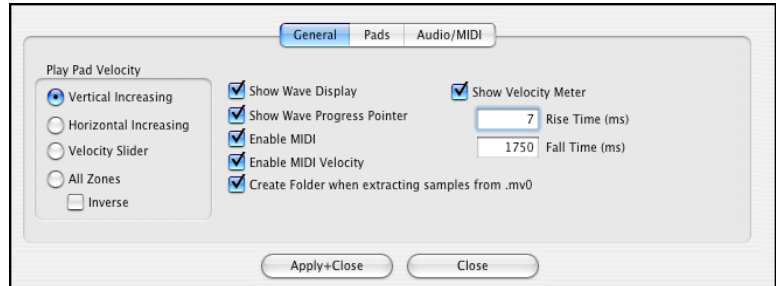 General Pads Audio/MIDI
Play Pad Velocity
Vertical Increasing
Horizontal Increasing
Velocity Slider
All Zones
Inverse
Show Wave Display
Show Wave Progress Pointer
Enable MIDI
Enable MIDI Velocity
Create Folder when extracting samples from .mv0
Show Velocity Meter
7 Rise Time (ms)
1750 Fall Time (ms)
Apply+Close Close